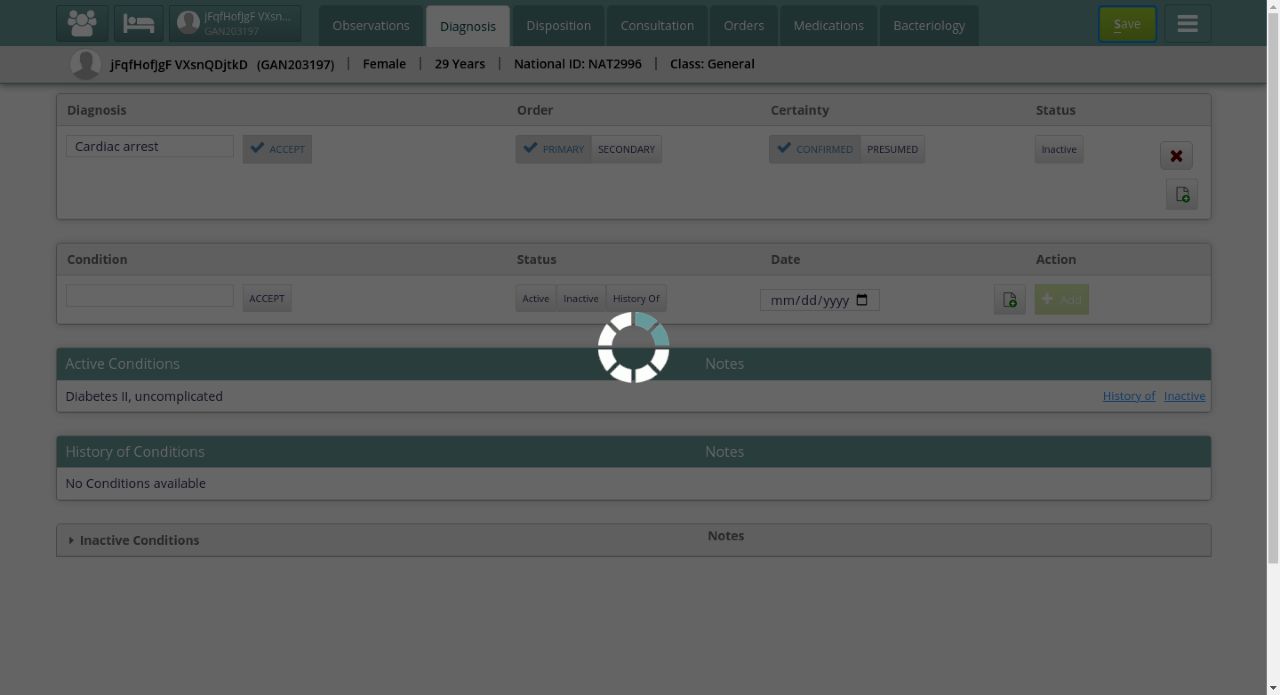 jFqfHofJgF VXsn...
GAN203197
Observations
Diagnosis
Disposition
Consultation
Orders
Medications
Bacteriology
Save
jFqfHofJgF VXsnQDjtkD (GAN203197) | Female | 29 Years | National ID: NAT2996 | Class: General
Diagnosis Order Certainty Status
Cardiac arrest ACCEPT PRIMARY SECONDARY CONFIRMED PRESUMED Inactive
Condition Status Date Action
ACCEPT Active Inactive History Of mm/dd/yyyy Add
Active Conditions Notes
Diabetes II, uncomplicated History of Inactive
History of Conditions Notes
No Conditions available
Inactive Conditions Notes